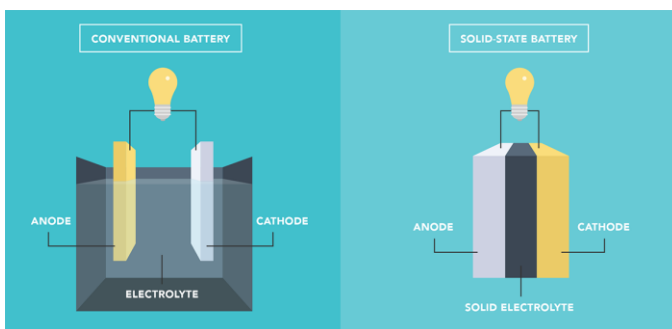 CONVENTIONAL BATTERY
ANODE
CATHODE
ELECTROLYTE
SOLID-STATE BATTERY
ANODE
CATHODE
SOLID ELECTROLYTE